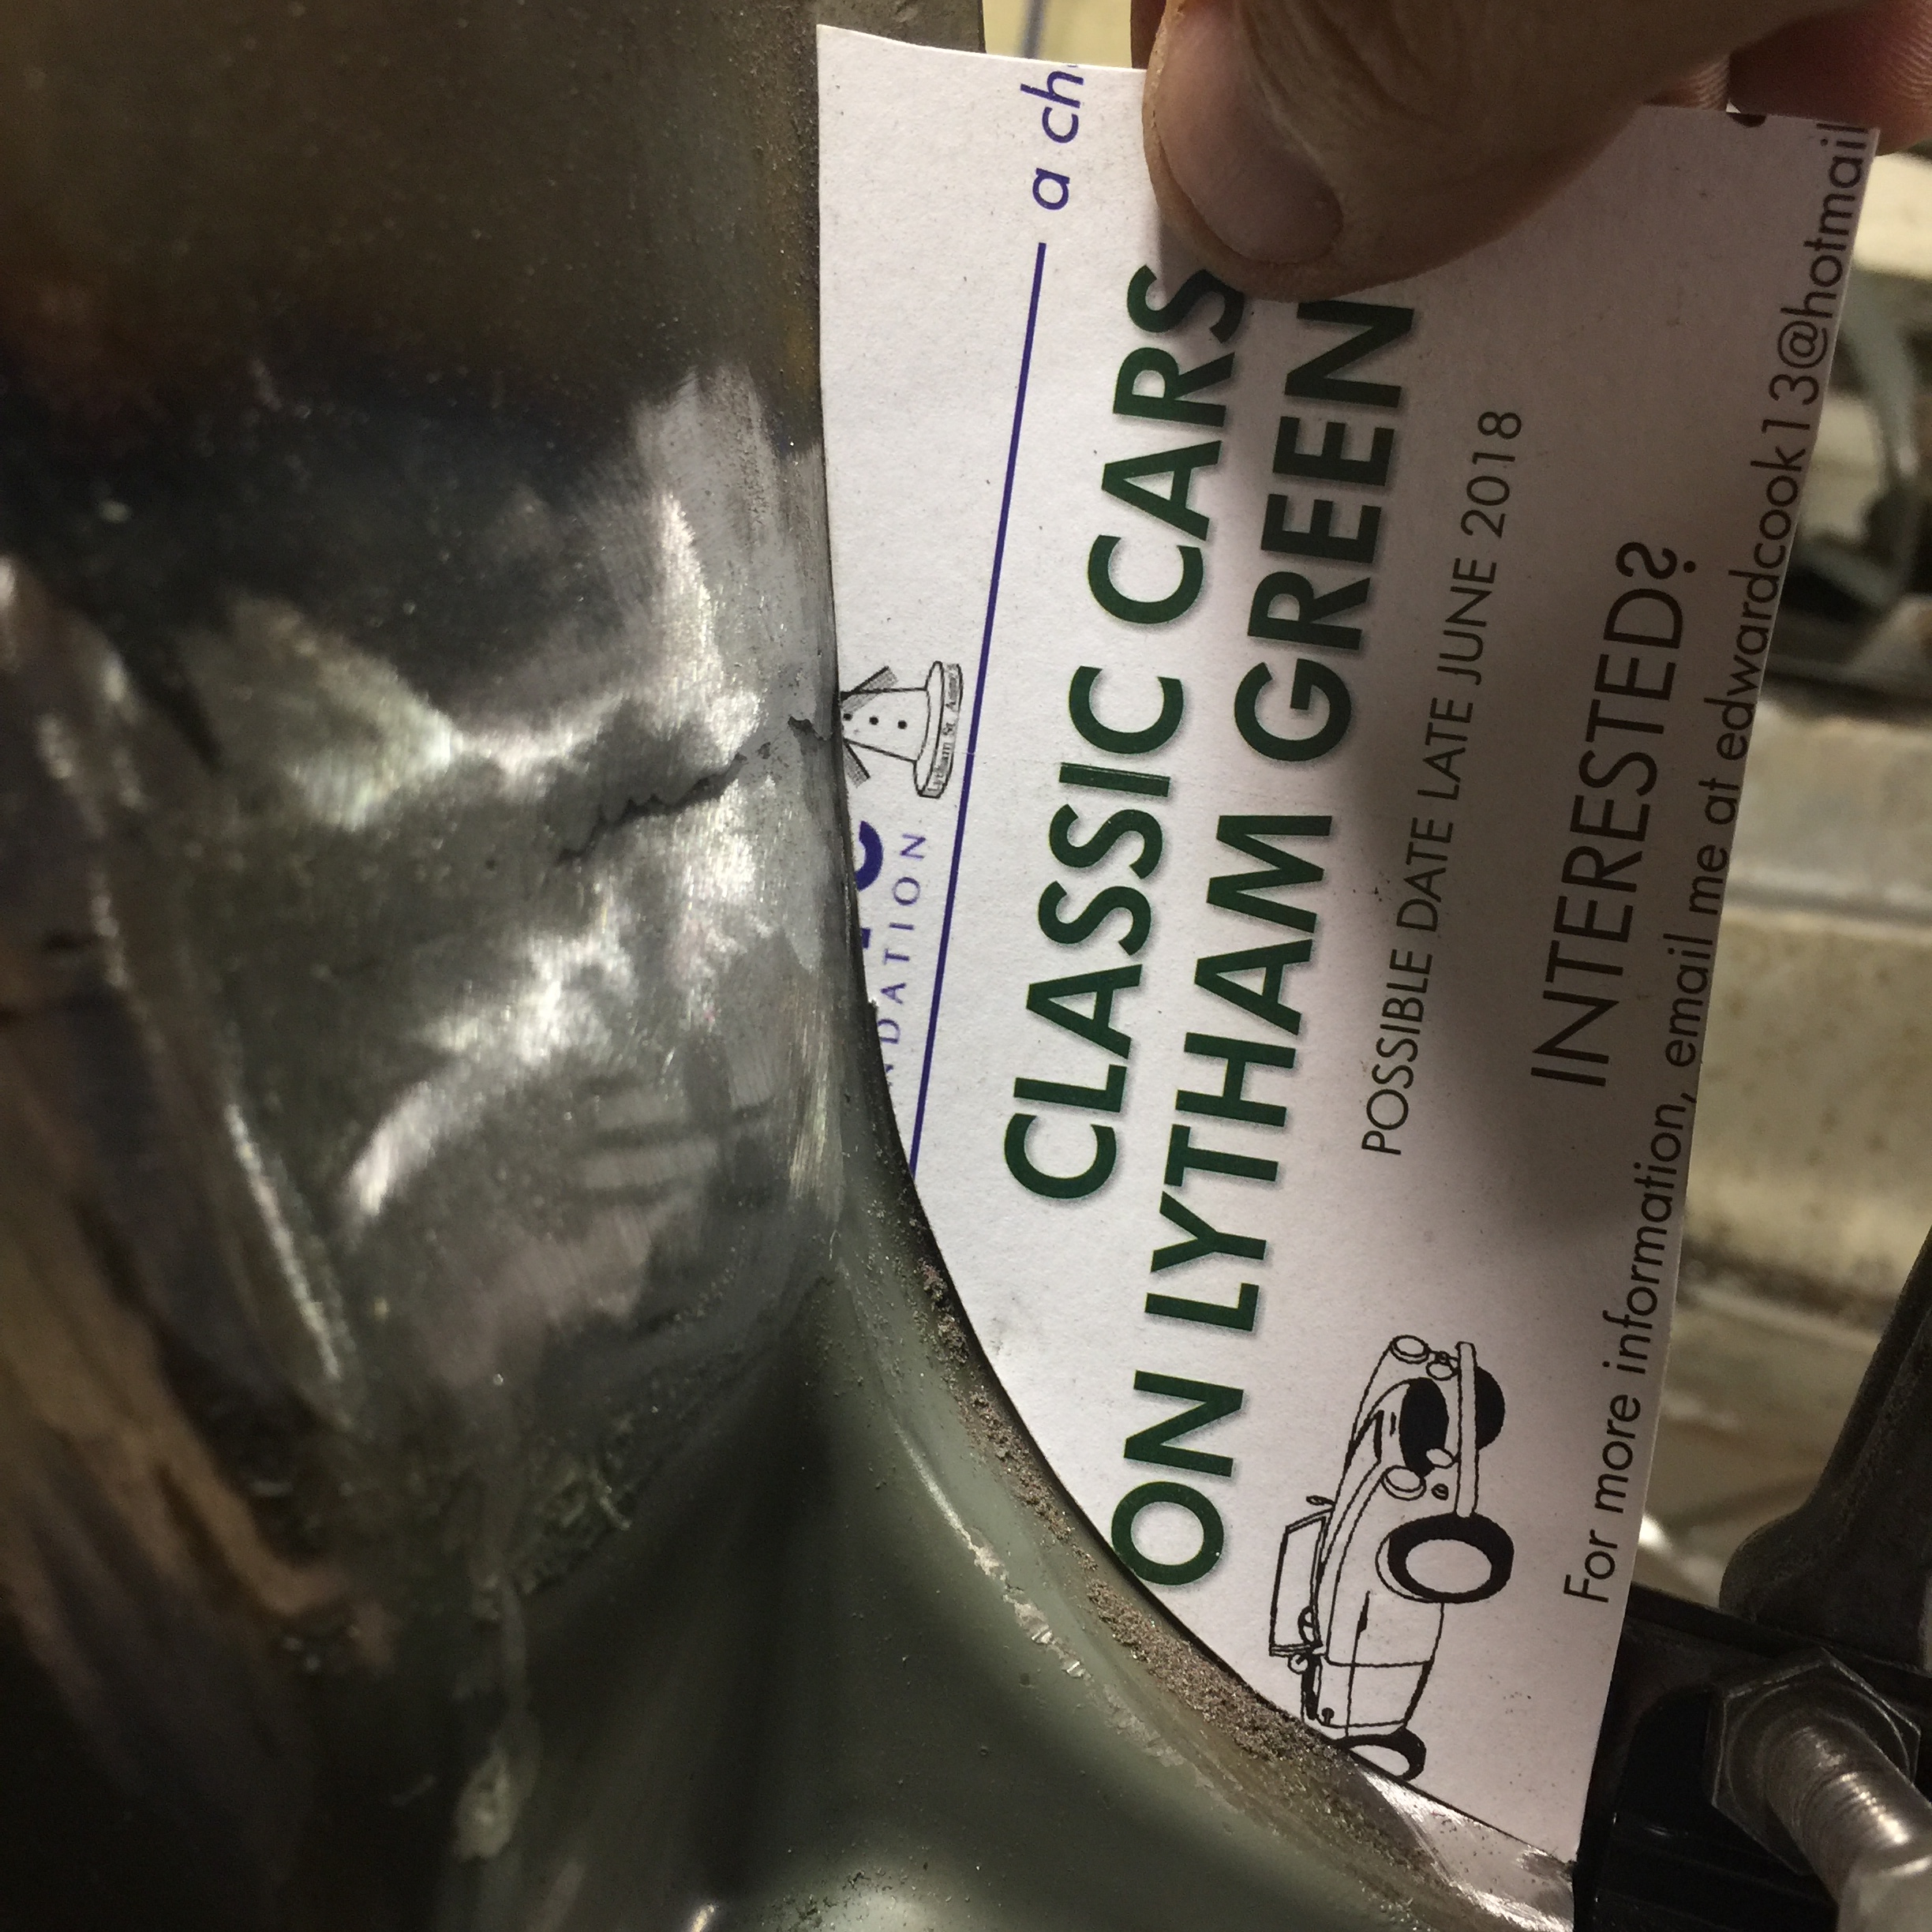 a ch
CLASSIC CARS
ON LYTHAM GREEN
POSSIBLE DATE LATE JUNE 2018
INTERESTED?
For more information, email me at edwardcook13@hotmail